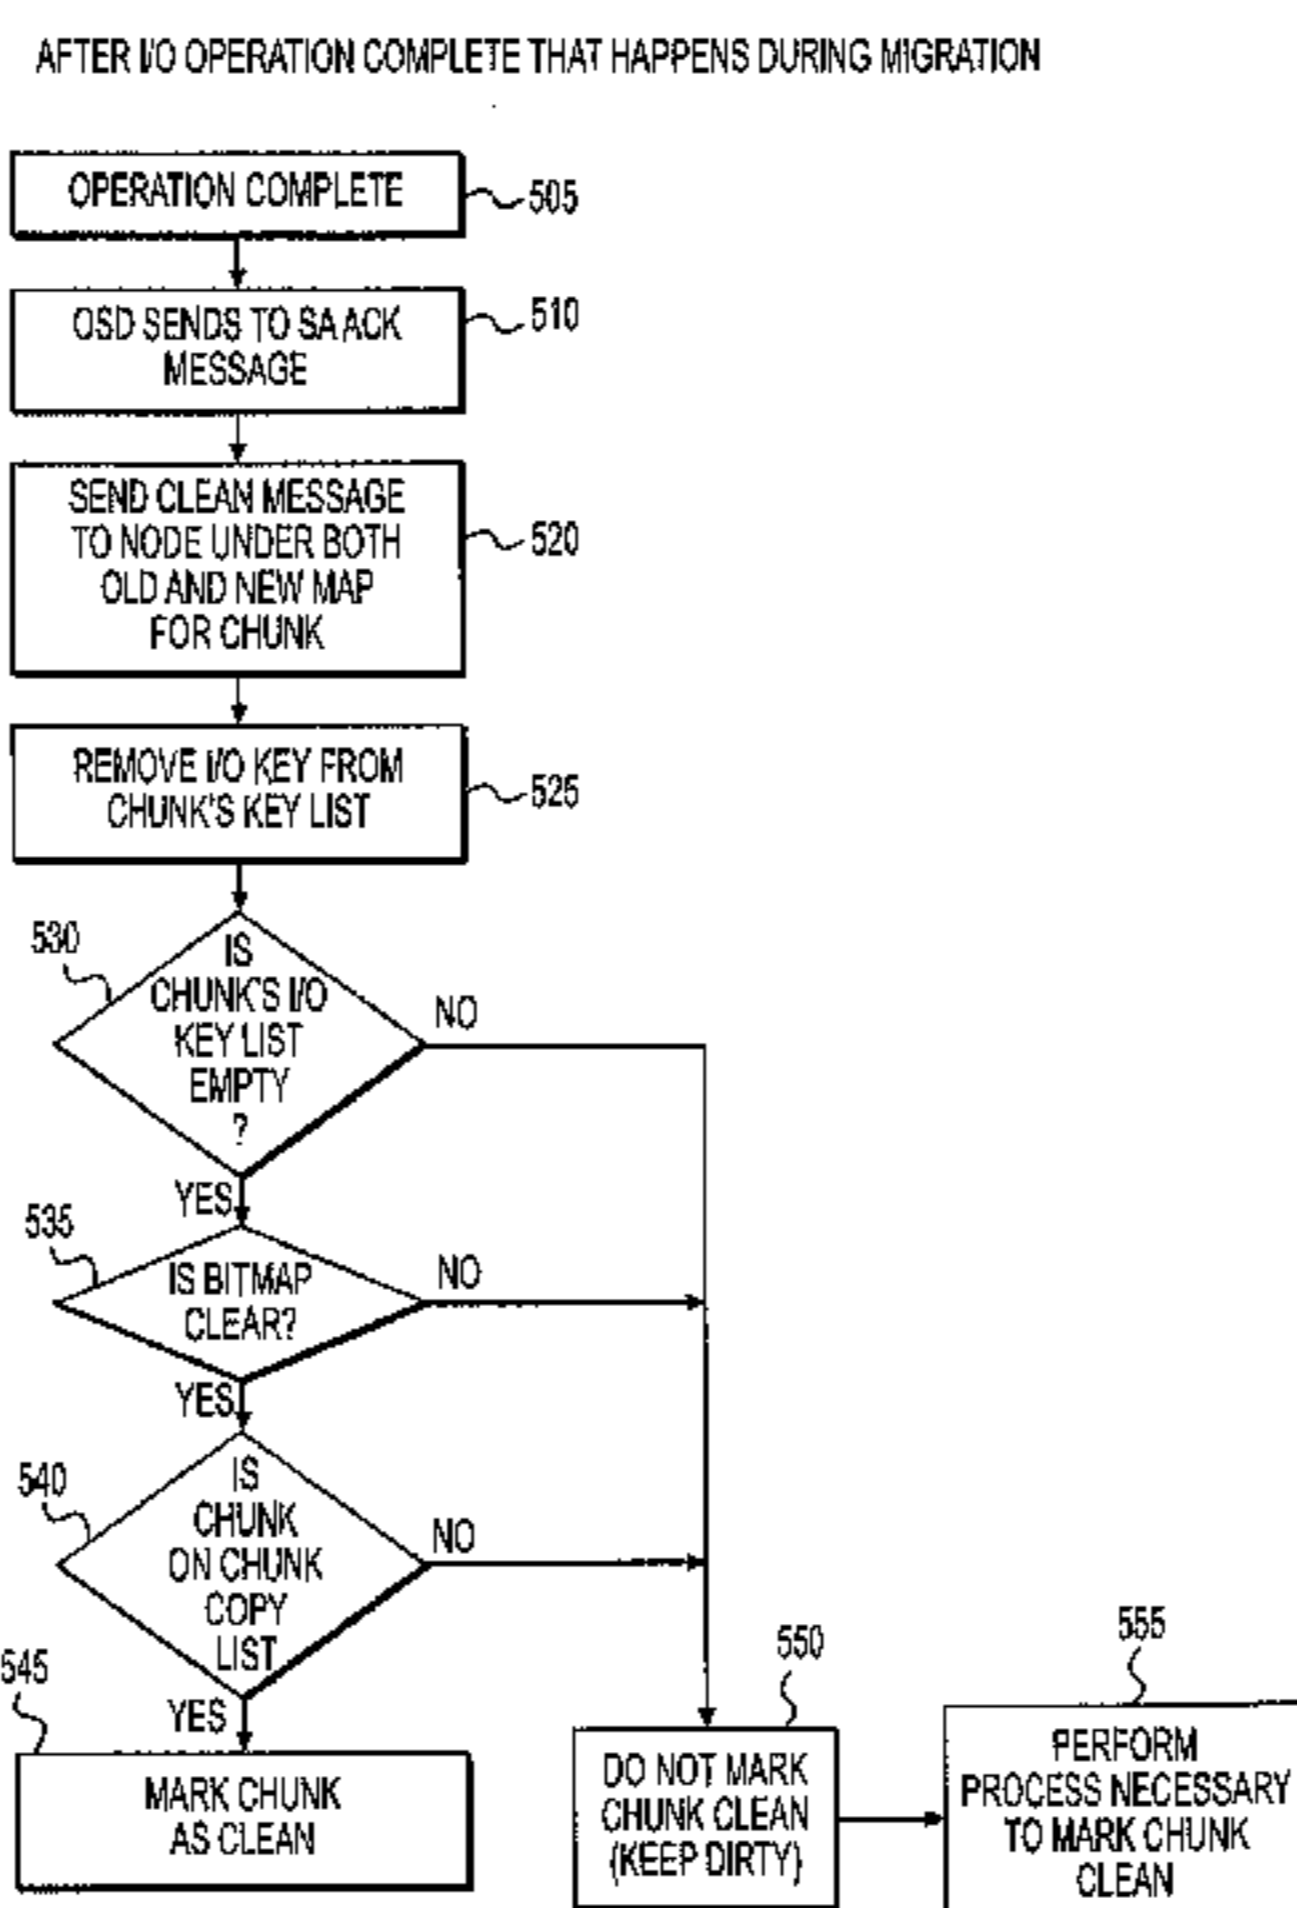 AFTER I/O OPERATION COMPLETE THAT HAPPENS DURING MIGRATION
OPERATION COMPLETE
505
OSD SENDS TO SA ACK
MESSAGE
510
SEND CLEAN MESSAGE
TO NODE UNDER BOTH
OLD AND NEW MAP
FOR CHUNK
520
REMOVE I/O KEY FROM
CHUNK'S KEY LIST
525
530
IS
CHUNK'S I/O
KEY LIST
EMPTY
?
NO
YES
535
IS BITMAP
CLEAR?
NO
YES
540
IS
CHUNK
ON CHUNK
COPY
LIST
NO
YES
545
MARK CHUNK
AS CLEAN
550
DO NOT MARK
CHUNK CLEAN
(KEEP DIRTY)
555
PERFORM
PROCESS NECESSARY
TO MARK CHUNK
CLEAN